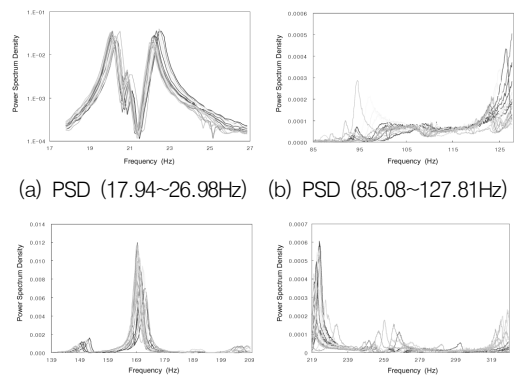 1.E-01
1.E-02
1.E-03
1.E-04
Power Spectrum Density
17 19 21 23 25 27
Frequency (Hz)
0.0006
0.0005
0.0004
0.0003
0.0002
0.0001
0.0000
Power Spectrum Density
85 95 105 115 125
Frequency (Hz)
(a) PSD (17.94~26.98Hz) (b) PSD (85.08~127.81Hz)
0.014
0.012
0.010
0.008
0.006
0.004
0.002
0.000
Power Spectrum Density
139 149 159 169 179 189 199 209
Frequency (Hz)
0.0007
0.0006
0.0005
0.0004
0.0003
0.0002
0.0001
0
Power Spectrum Density
219 239 259 279 299 319
Frequency (Hz)